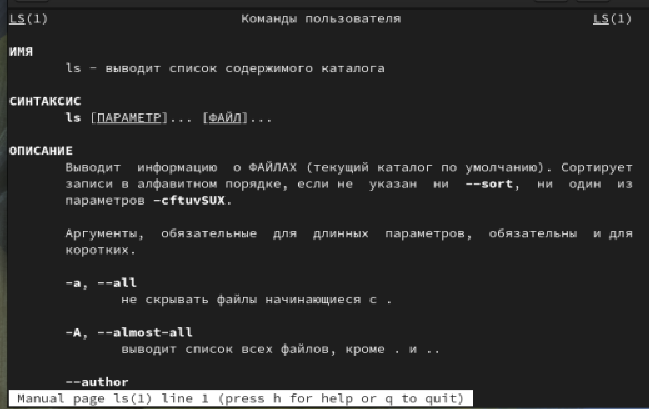 LS(1) Команды пользователя LS(1)
ИМЯ
ls - выводит список содержимого каталога
СИНТАКСИС
ls [ПАРАМЕТР]... [ФАЙЛ]...
ОПИСАНИЕ
Выводит информацию о ФАЙЛАХ (текущий каталог по умолчанию). Сортирует
записи в алфавитном порядке, если не указан ни --sort, ни один из
параметров -cftuvSUX.
Аргументы, обязательные для длинных параметров, обязательны и для
коротких.
-a, --all
не скрывать файлы начинающиеся с .
-A, --almost-all
выводит список всех файлов, кроме . и ..
--author
Manual page ls(1) line 1 (press h for help or q to quit)